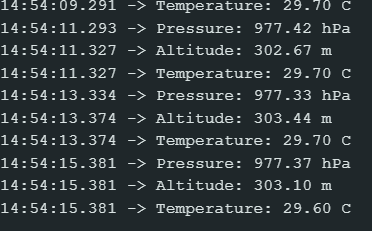 14:54:09.291 -> Temperature: 29.70 C
14:54:11.293 -> Pressure: 977.42 hPa
14:54:11.327 -> Altitude: 302.67 m
14:54:11.327 -> Temperature: 29.70 C
14:54:13.334 -> Pressure: 977.33 hPa
14:54:13.374 -> Altitude: 303.44 m
14:54:13.374 -> Temperature: 29.70 C
14:54:15.381 -> Pressure: 977.37 hPa
14:54:15.381 -> Altitude: 303.10 m
14:54:15.381 -> Temperature: 29.60 C